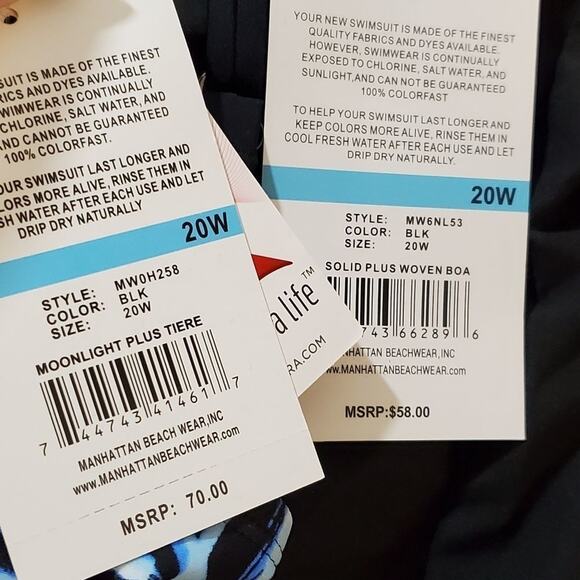 SUIT IS MADE OF THE FINEST
RICS AND DYES AVAILABLE.
SWIMWEAR IS CONTINUALLY
CHLORINE, SALT WATER, AND
AND CANNOT BE GUARANTEED
100% COLORFAST.
OUR SWIMSUIT LAST LONGER AND
LORS MORE ALIVE, RINSE THEM IN
SH WATER AFTER EACH USE AND LET
DRIP DRY NATURALLY
20W
STYLE: MW0H258
COLOR: BLK
SIZE: 20W
MOONLIGHT PLUS TIERE
7 44743 41461 7
MANHATTAN BEACH WEAR,INC
www.MANHATTANBEACHWEAR.com
MSRP: 70.00
a life™
RA.COM
YOUR NEW SWIMSUIT IS MADE OF THE FINEST
QUALITY FABRICS AND DYES AVAILABLE.
HOWEVER, SWIMWEAR IS CONTINUALLY
EXPOSED TO CHLORINE, SALT WATER, AND
SUNLIGHT,AND CAN NOT BE GUARANTEED
100% COLORFAST
TO HELP YOUR SWIMSUIT LAST LONGER AND
KEEP COLORS MORE ALIVE, RINSE THEM IN
COOL FRESH WATER AFTER EACH USE AND LET
DRIP DRY NATURALLY.
20W
STYLE: MW6NL53
COLOR: BLK
SIZE: 20W
SOLID PLUS WOVEN BOA
743 66289 6
HATTAN BEACHWEAR,INC
www.MANHATTANBEACHWEAR.COM
MSRP:$58.00